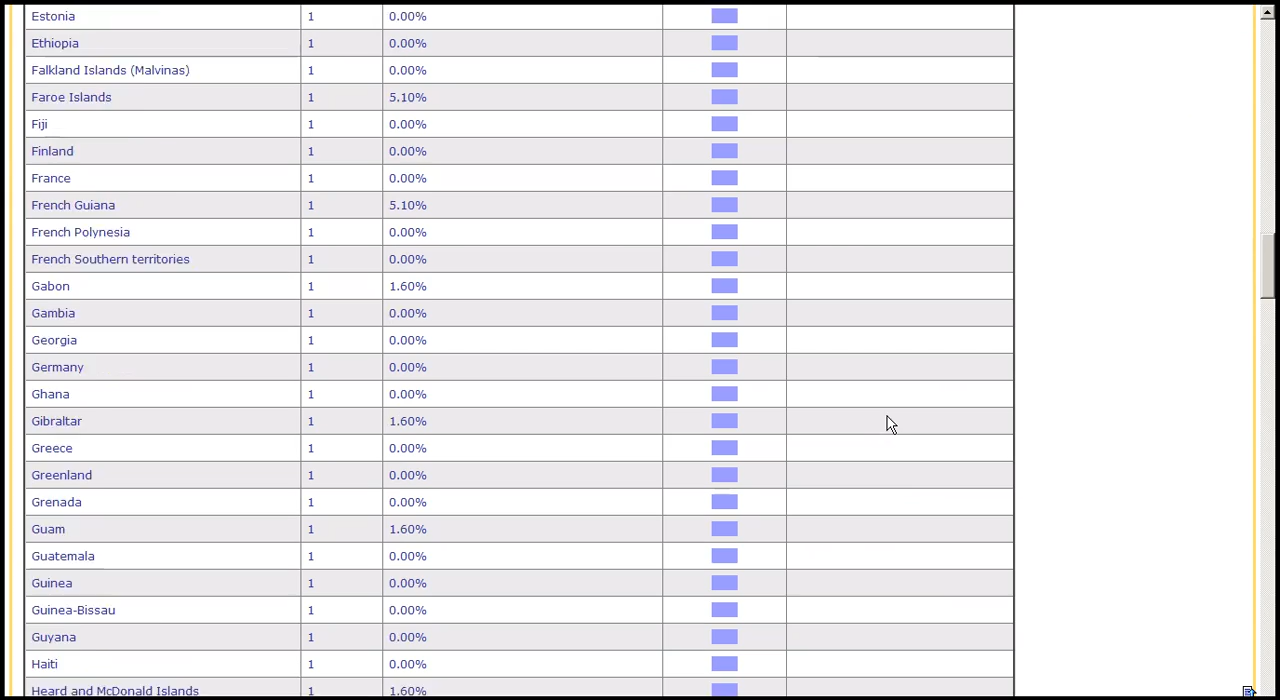 Estonia 1 0.00%
Ethiopia 1 0.00%
Falkland Islands (Malvinas) 1 0.00%
Faroe Islands 1 5.10%
Fiji 1 0.00%
Finland 1 0.00%
France 1 0.00%
French Guiana 1 5.10%
French Polynesia 1 0.00%
French Southern territories 1 0.00%
Gabon 1 1.60%
Gambia 1 0.00%
Georgia 1 0.00%
Germany 1 0.00%
Ghana 1 0.00%
Gibraltar 1 1.60%
Greece 1 0.00%
Greenland 1 0.00%
Grenada 1 0.00%
Guam 1 1.60%
Guatemala 1 0.00%
Guinea 1 0.00%
Guinea-Bissau 1 0.00%
Guyana 1 0.00%
Haiti 1 0.00%
Heard and McDonald Islands 1 1.60%